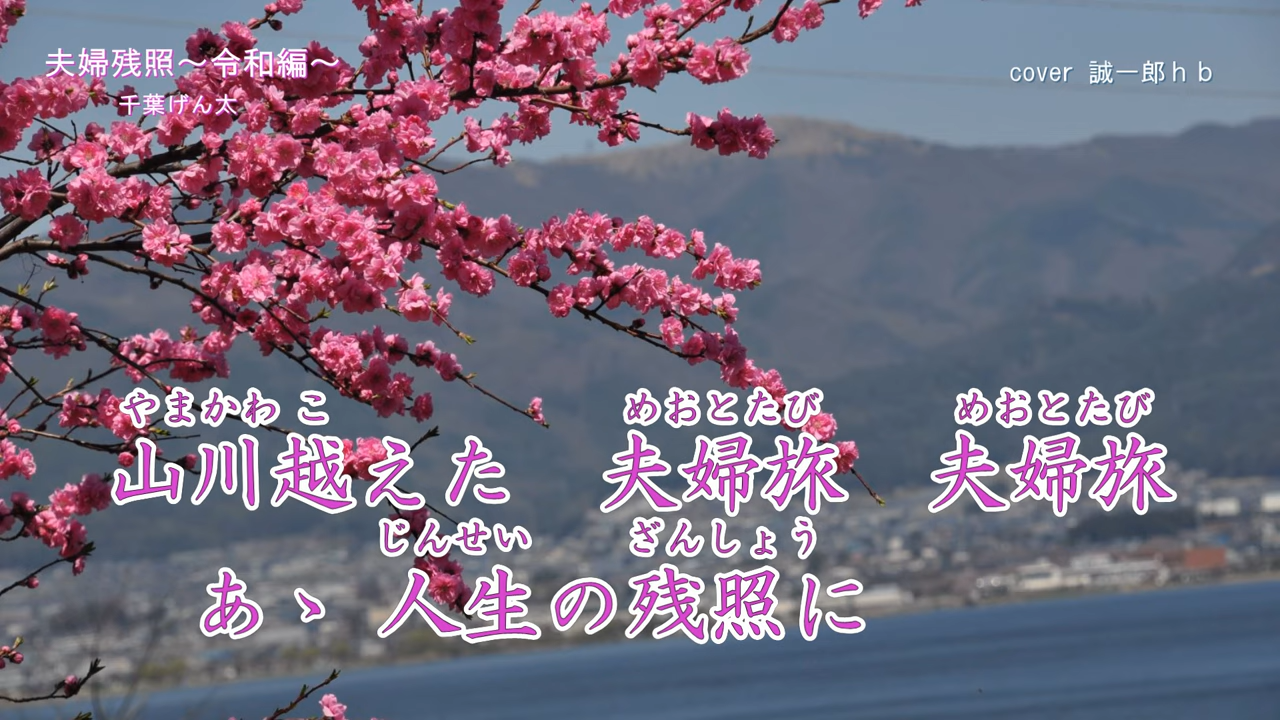 夫婦残照～令和編～
千葉げん太
cover 誠一郎ｈｂ
やまかわ こ めおとたび めおとたび
山川越えた 夫婦旅 夫婦旅
じんせい ざんしょう
あゝ 人生の残照に